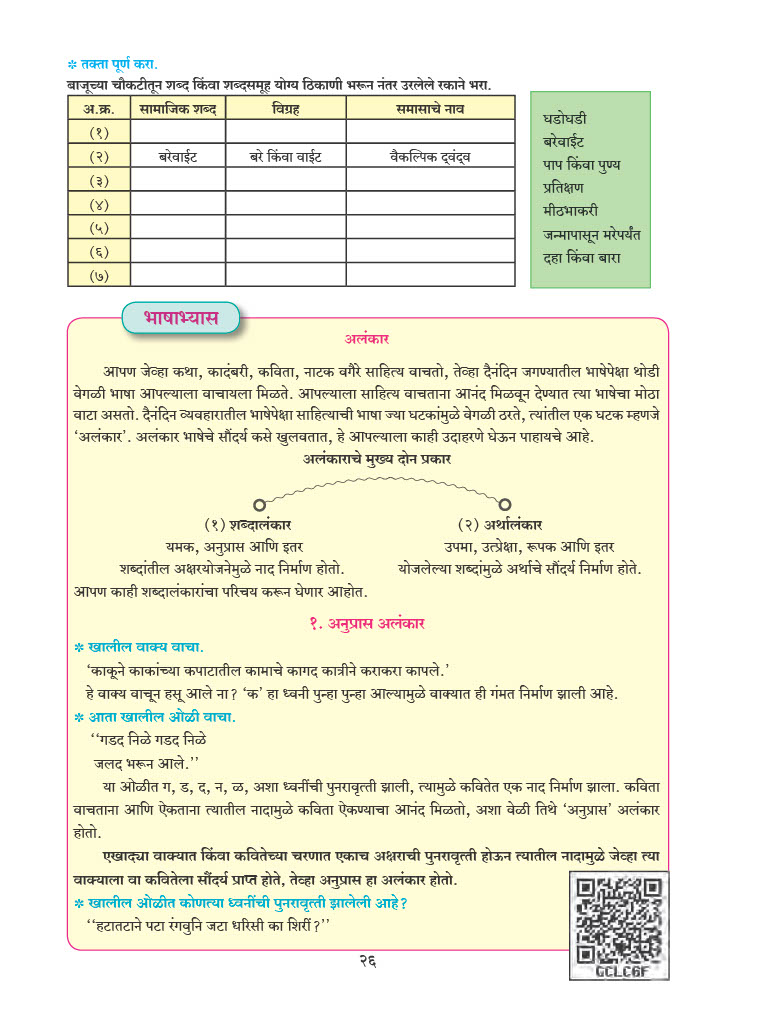 * तक्ता पूर्ण करा.
बाजूच्या चौकटीतून शब्द किंवा शब्दसमूह योग्य ठिकाणी भरून नंतर उरलेले रकाने भरा.
अ.क्र. सामाजिक शब्द विग्रह समासाचे नाव
(१)
(२) बरेवाईट बरे किंवा वाईट वैकल्पिक द्वंद्व
(३)
(४)
(५)
(६)
(७)
घडोघडी
बरेवाईट
पाप किंवा पुण्य
प्रतिक्षण
मीठभाकरी
जन्मापासून मरेपर्यंत
दहा किंवा बारा
भाषाभ्यास
अलंकार
आपण जेव्हा कथा, कादंबरी, कविता, नाटक वगैरे साहित्य वाचतो, तेव्हा दैनंदिन जगण्यातील भाषेपेक्षा थोडी
वेगळी भाषा आपल्याला वाचायला मिळते. आपल्याला साहित्य वाचताना आनंद मिळवून देण्यात त्या भाषेचा मोठा
वाटा असतो. दैनंदिन व्यवहारातील भाषेपेक्षा साहित्याची भाषा ज्या घटकांमुळे वेगळी ठरते, त्यांतील एक घटक म्हणजे
‘अलंकार’. अलंकार भाषेचे सौंदर्य कसे खुलवतात, हे आपल्याला काही उदाहरणे घेऊन पाहायचे आहे.
अलंकाराचे मुख्य दोन प्रकार
(१) शब्दालंकार (२) अर्थालंकार
यमक, अनुप्रास आणि इतर उपमा, उत्प्रेक्षा, रूपक आणि इतर
शब्दांतील अक्षरयोजनेमुळे नाद निर्माण होतो. योजलेल्या शब्दांमुळे अर्थाचे सौंदर्य निर्माण होते.
आपण काही शब्दालंकारांचा परिचय करून घेणार आहोत.
१. अनुप्रास अलंकार
* खालील वाक्य वाचा.
‘काकूने काकांच्या कपाटातील कामाचे कागद कात्रीने कराकरा कापले.’
हे वाक्य वाचून हसू आले ना? ‘क’ हा ध्वनी पुन्हा पुन्हा आल्यामुळे वाक्यात ही गंमत निर्माण झाली आहे.
* आता खालील ओळी वाचा.
‘‘गडद निळे गडद निळे
जलद भरून आले.’’
या ओळीत ग, ड, द, न, ळ, अशा ध्वनींची पुनरावृत्ती झाली, त्यामुळे कवितेत एक नाद निर्माण झाला. कविता
वाचताना आणि ऐकताना त्यातील नादामुळे कविता ऐकण्याचा आनंद मिळतो, अशा वेळी तिथे ‘अनुप्रास’ अलंकार
होतो.
एखाद्या वाक्यात किंवा कवितेच्या चरणात एकाच अक्षराची पुनरावृत्ती होऊन त्यातील नादामुळे जेव्हा त्या
वाक्याला वा कवितेला सौंदर्य प्राप्त होते, तेव्हा अनुप्रास हा अलंकार होतो.
* खालील ओळीत कोणत्या ध्वनींची पुनरावृत्ती झालेली आहे?
‘‘हटातटाने पटा रंगवुनि जटा धरिसी का शिरीं?’’
GCLC6F
२६